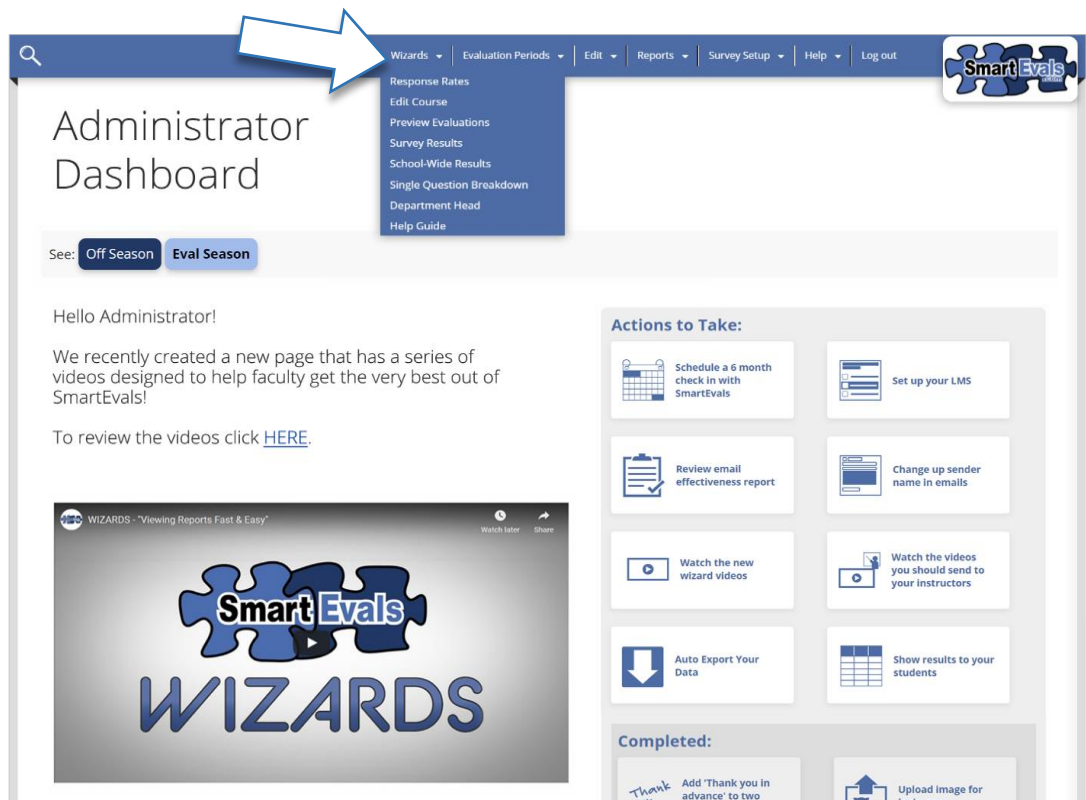 Wizards Evaluation Periods Edit Reports Survey Setup Help Log out
Smart Evals
Response Rates
Edit Course
Preview Evaluations
Survey Results
School-Wide Results
Single Question Breakdown
Department Head
Help Guide
Administrator
Dashboard
See: Off Season Eval Season
Hello Administrator!
We recently created a new page that has a series of
videos designed to help faculty get the very best out of
SmartEvals!
To review the videos click HERE.
WIZARDS - "Viewing Reports Fast & Easy"
Watch later Share
Smart Evals
WIZARDS
Actions to Take:
Schedule a 6 month
check in with
SmartEvals
Set up your LMS
Review email
effectiveness report
Change up sender
name in emails
Watch the new
wizard videos
Watch the videos
you should send to
your instructors
Auto Export Your
Data
Show results to your
students
Completed:
Thank
Add 'Thank you in
advance' to two
Upload image for